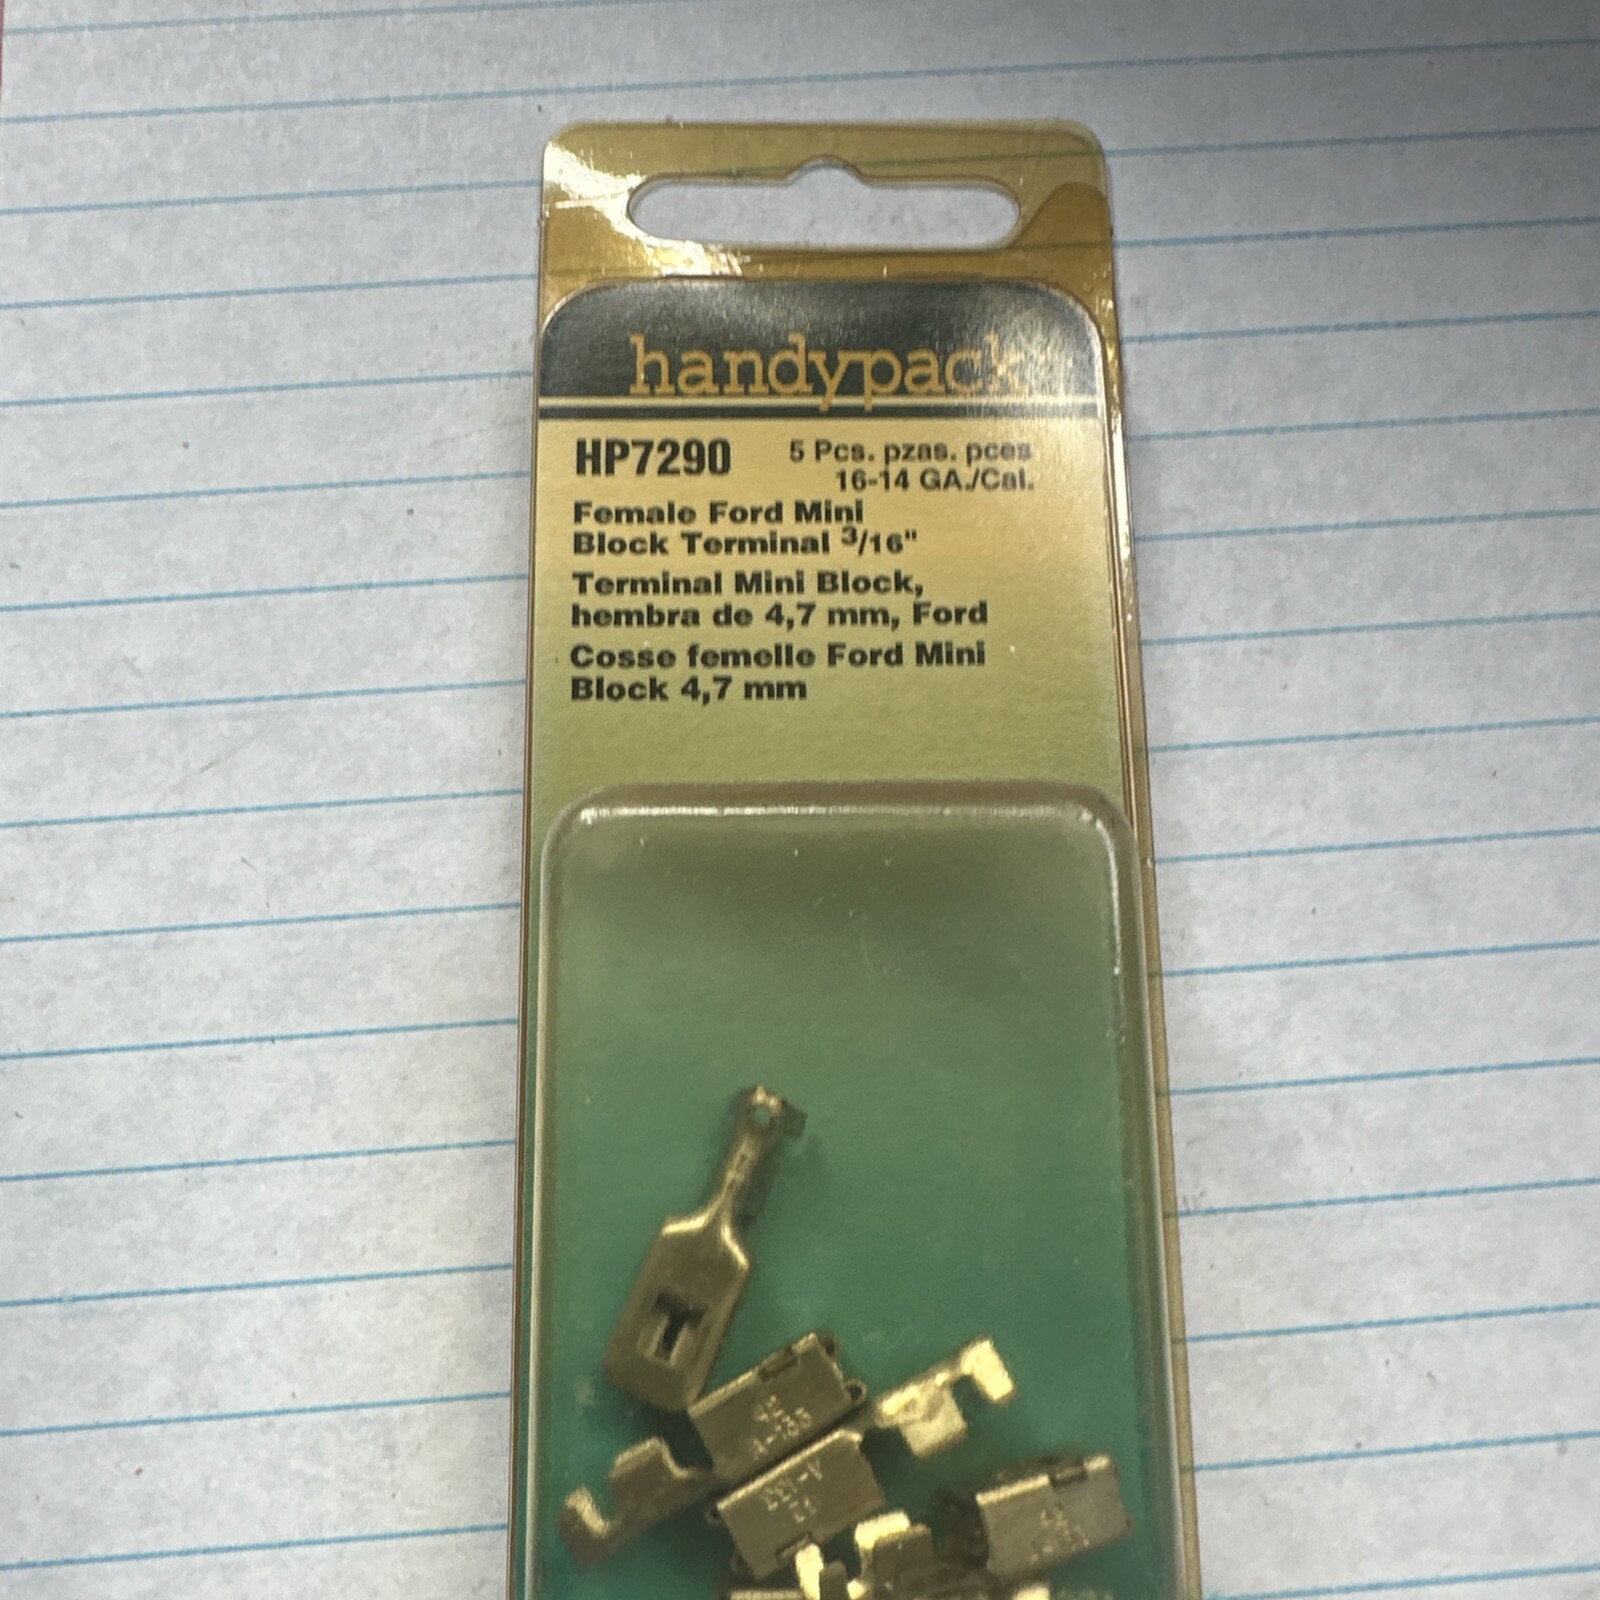 handypack
HP7290 5 Pcs. pzas. pces
16-14 GA./Cal.
Female Ford Mini
Block Terminal 3/16"
Terminal Mini Block,
hembra de 4,7 mm, Ford
Cosse femelle Ford Mini
Block 4,7 mm